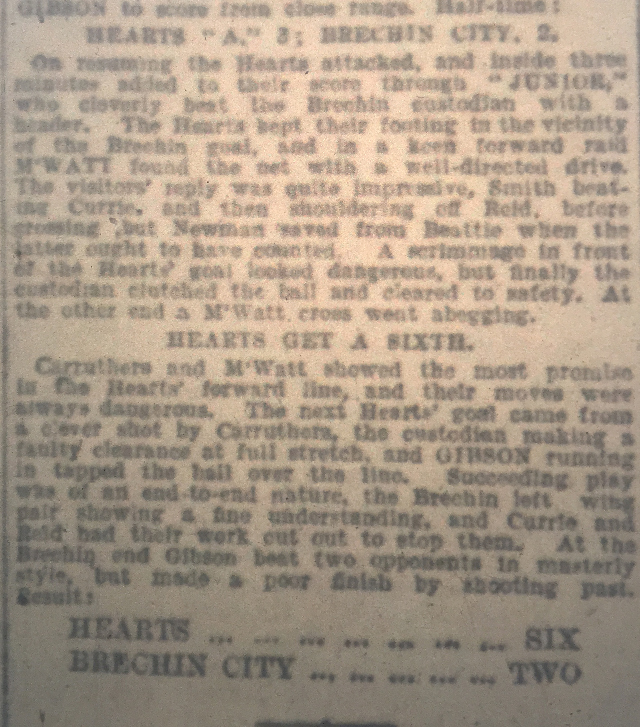 GIBSON to score from close range. Half-time:
HEARTS "A," 3; BRECHIN CITY, 2.
On resuming the Hearts attacked, and inside three
minutes added to their score through "JUNIOR,"
who cleverly beat the Brechin custodian with a
header. The Hearts kept their footing in the vicinity
of the Brechin goal, and in a keen forward raid
M'WATT found the net with a well-directed drive.
The visitors' reply was quite impressive, Smith beat-
ing Currie, and then shouldering off Reid, before
crossing but Newman saved from Beattie when the
latter ought to have counted. A scrimmage in front
of the Hearts' goal looked dangerous, but finally the
custodian clutched the ball and cleared to safety. At
the other end a M'Watt cross went abegging.
HEARTS GET A SIXTH.
Carruthers and M'Watt showed the most promise
in the Hearts' forward line, and their moves were
always dangerous. The next Hearts' goal came from
a clever shot by Carruthers, the custodian making a
faulty clearance at full stretch, and GIBSON running
in tapped the ball over the line. Succeeding play
was of an end-to-end nature, the Brechin left wing
pair showing a fine understanding, and Currie and
Reid had their work cut out to stop them. At the
Brechin end Gibson beat two opponents in masterly
style, but made a poor finish by shooting past.
Result:
HEARTS ... ... ... ... ... ... ... SIX
BRECHIN CITY ... ... ... ... ... TWO